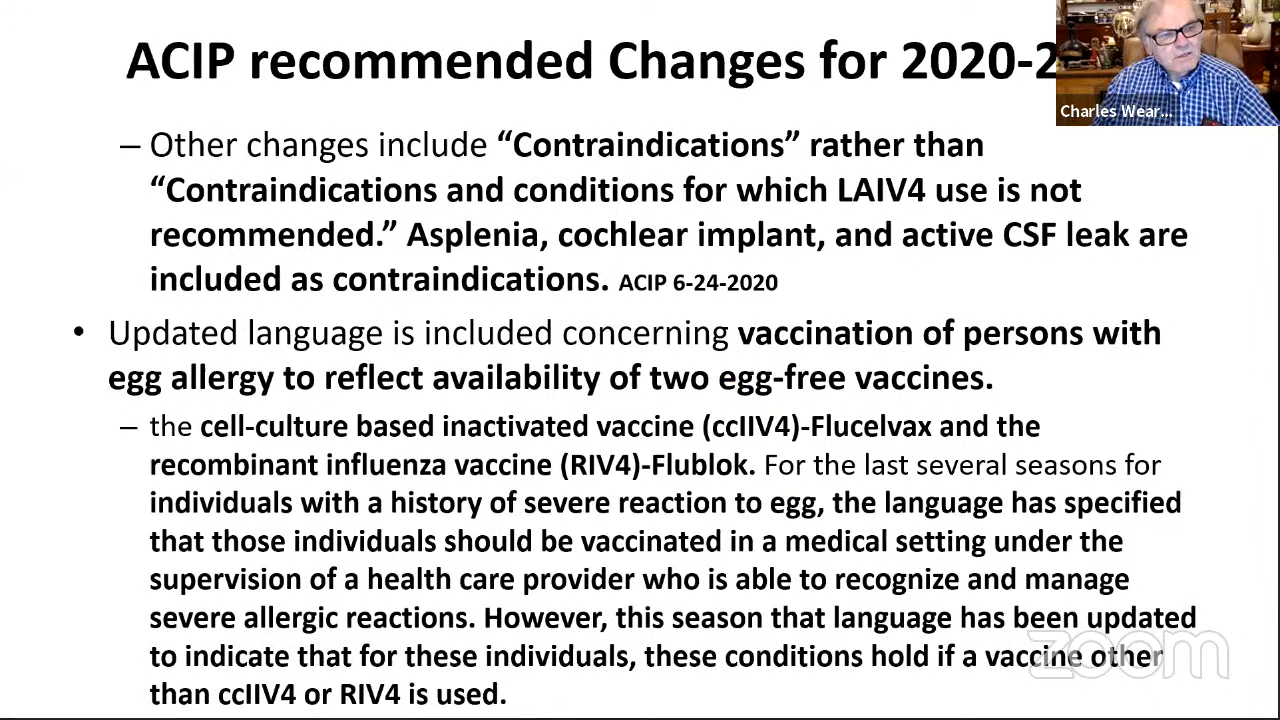 ACIP recommended Changes for 2020-2
Charles Wear...
– Other changes include “Contraindications” rather than
“Contraindications and conditions for which LAIV4 use is not
recommended.” Asplenia, cochlear implant, and active CSF leak are
included as contraindications. ACIP 6-24-2020
• Updated language is included concerning vaccination of persons with
egg allergy to reflect availability of two egg-free vaccines.
– the cell-culture based inactivated vaccine (ccIIV4)-Flucelvax and the
recombinant influenza vaccine (RIV4)-Flublok. For the last several seasons for
individuals with a history of severe reaction to egg, the language has specified
that those individuals should be vaccinated in a medical setting under the
supervision of a health care provider who is able to recognize and manage
severe allergic reactions. However, this season that language has been updated
to indicate that for these individuals, these conditions hold if a vaccine other
than ccIIV4 or RIV4 is used.
zoom